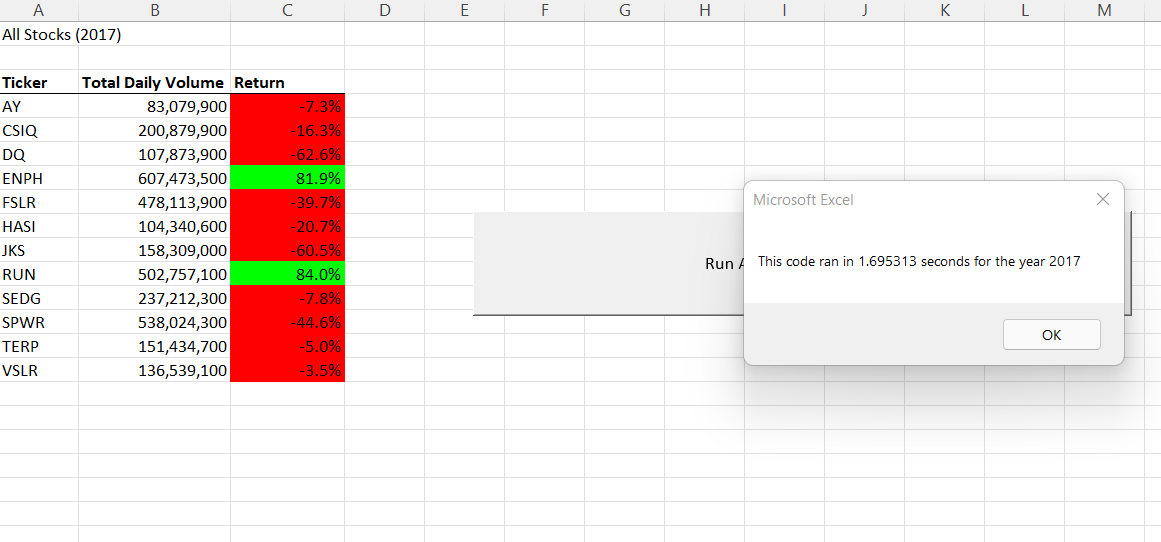 A B C D E F G H I J K L M
All Stocks (2017)
Ticker Total Daily Volume Return
AY 83,079,900 -7.3%
CSIQ 200,879,900 -16.3%
DQ 107,873,900 -62.6%
ENPH 607,473,500 81.9%
FSLR 478,113,900 -39.7%
HASI 104,340,600 -20.7%
JKS 158,309,000 -60.5%
RUN 502,757,100 84.0%
SEDG 237,212,300 -7.8%
SPWR 538,024,300 -44.6%
TERP 151,434,700 -5.0%
VSLR 136,539,100 -3.5%
Run A
Microsoft Excel
This code ran in 1.695313 seconds for the year 2017
OK